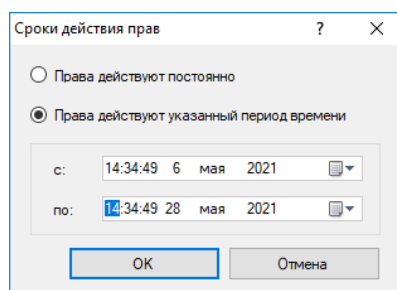 Сроки действия прав ? ×
Права действуют постоянно
Права действуют указанный период времени
с: 14:34:49 6 мая 2021
по: 14:34:49 28 мая 2021
OK Отмена